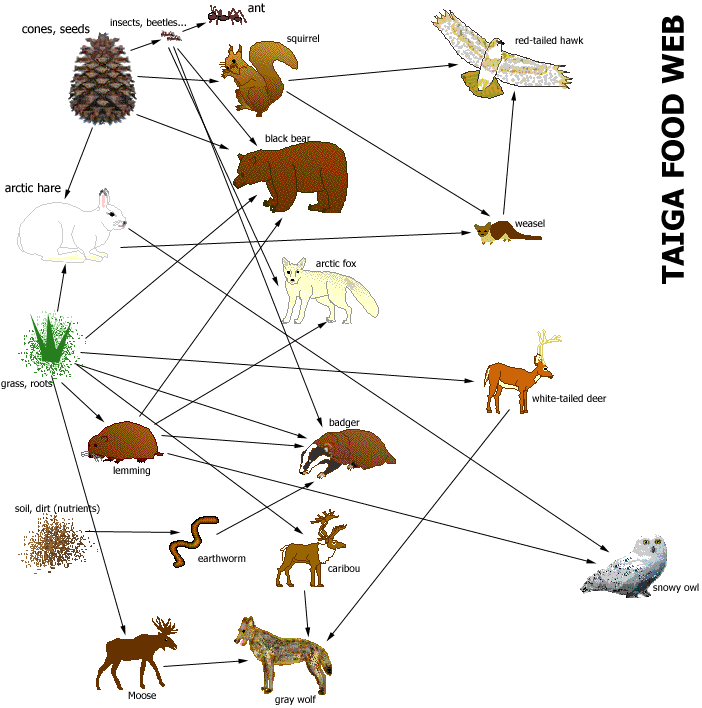 cones, seeds
insects, beetles...
ant
squirrel
red-tailed hawk
TAIGA FOOD WEB
black bear
arctic hare
weasel
arctic fox
grass, roots
white-tailed deer
badger
lemming
soil, dirt (nutrients)
earthworm
caribou
snowy owl
Moose
gray wolf